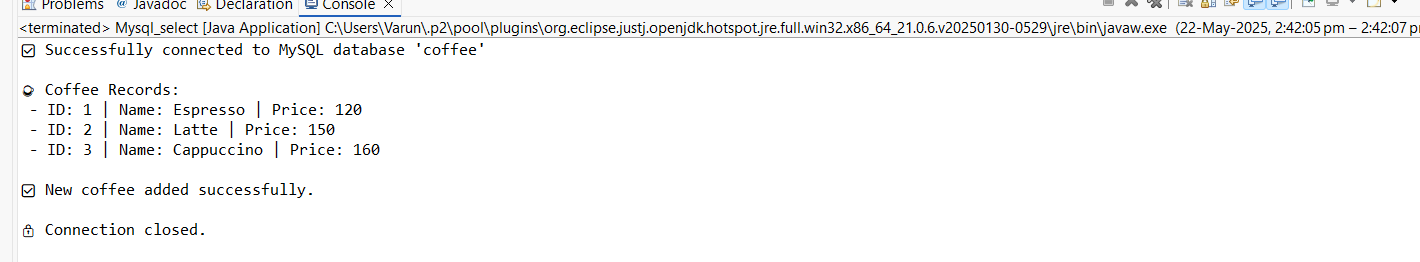 Problems @ Javadoc Declaration Console
<terminated> Mysql_select [Java Application] C:\Users\Varun\.p2\pool\plugins\org.eclipse.justj.openjdk.hotspot.jre.full.win32.x86_64_21.0.6.v20250130-0529\jre\bin\javaw.exe (22-May-2025, 2:42:05 pm – 2:42:07 p
Successfully connected to MySQL database 'coffee'
Coffee Records:
- ID: 1 | Name: Espresso | Price: 120
- ID: 2 | Name: Latte | Price: 150
- ID: 3 | Name: Cappuccino | Price: 160
New coffee added successfully.
Connection closed.